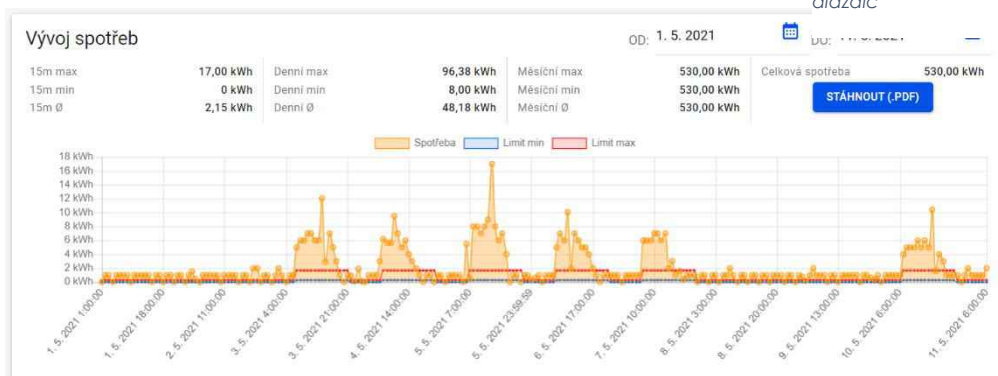 dlaždic
Vývoj spotřeb
OD: 1. 5. 2021
DO:
15m max 17,00 kWh Denní max 96,38 kWh Měsíční max 530,00 kWh Celková spotřeba 530,00 kWh
15m min 0 kWh Denní min 8,00 kWh Měsíční min 530,00 kWh
15m Ø 2,15 kWh Denní Ø 48,18 kWh Měsíční Ø 530,00 kWh
STÁHNOUT (.PDF)
Spotřeba Limit min Limit max
18 kWh
16 kWh
14 kWh
12 kWh
10 kWh
8 kWh
6 kWh
4 kWh
2 kWh
0 kWh
1. 5. 2021 1:00:00
1. 5. 2021 18:00:00
2. 5. 2021 11:00:00
3. 5. 2021 4:00:00
3. 5. 2021 21:00:00
4. 5. 2021 14:00:00
5. 5. 2021 7:00:00
5. 5. 2021 23:59:59
6. 5. 2021 17:00:00
7. 5. 2021 10:00:00
8. 5. 2021 3:00:00
8. 5. 2021 20:00:00
9. 5. 2021 13:00:00
10. 5. 2021 6:00:00
11. 5. 2021 6:00:00